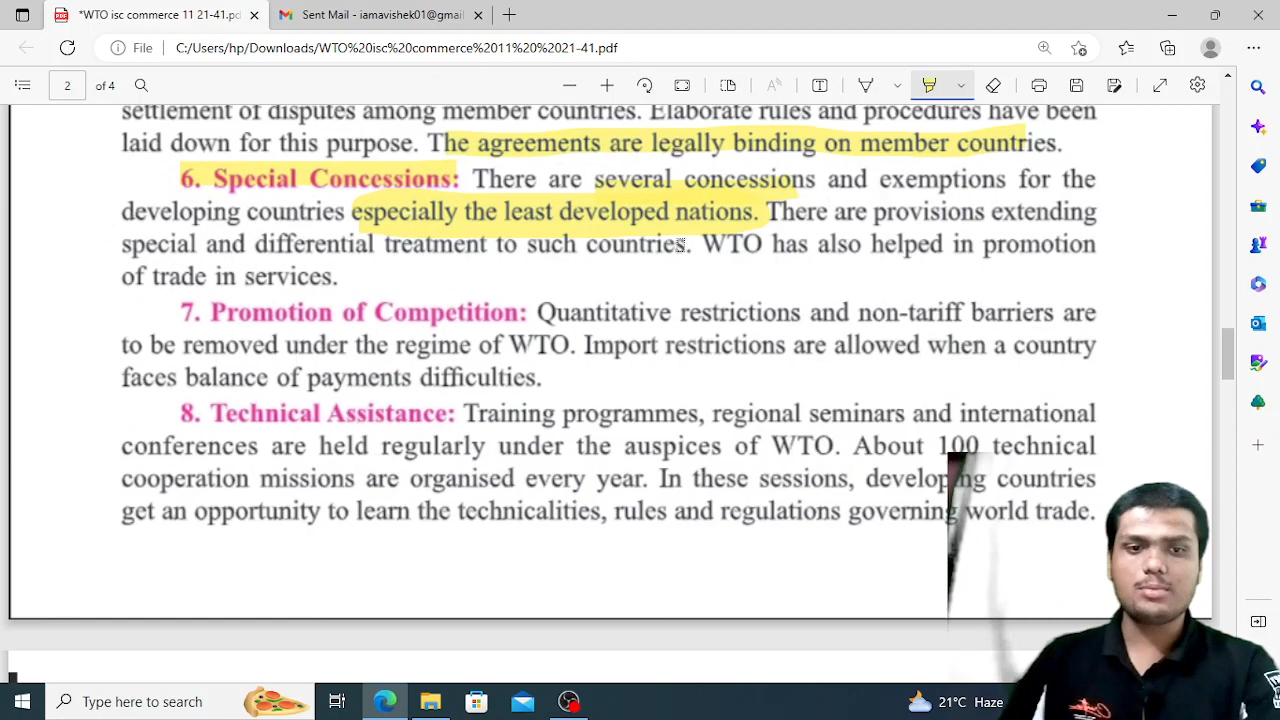 "WTO isc commerce 11 21-41.pd
Sent Mail - iamavishek01@gmail
File
C:/Users/hp/Downloads/WTO%20isc%20commerce%2011%2021-41.pdf
2 of 4
settlement of disputes among member countries. Elaborate rules and procedures have been
laid down for this purpose. The agreements are legally binding on member countries.
6. Special Concessions: There are several concessions and exemptions for the
developing countries especially the least developed nations. There are provisions extending
special and differential treatment to such countries. WTO has also helped in promotion
of trade in services.
7. Promotion of Competition: Quantitative restrictions and non-tariff barriers are
to be removed under the regime of WTO. Import restrictions are allowed when a country
faces balance of payments difficulties.
8. Technical Assistance: Training programmes, regional seminars and international
conferences are held regularly under the auspices of WTO. About 100 technical
cooperation missions are organised every year. In these sessions, developing countries
get an opportunity to learn the technicalities, rules and regulations governing world trade.
Type here to search
21°C Haze